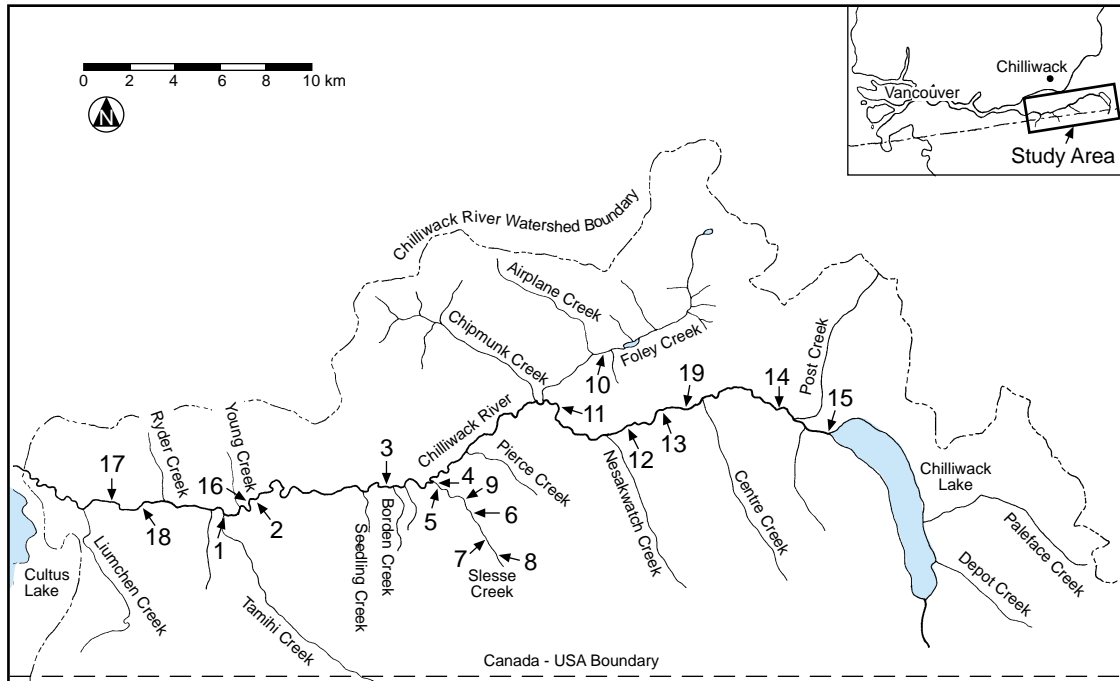 0 2 4 6 8 10 km
N
Chilliwack
Vancouver
Study Area
Chilliwack River Watershed Boundary
Airplane Creek
Chipmunk Creek
Foley Creek
Post Creek
10
19
14
15
11
Chilliwack River
12
13
Ryder Creek
Young Creek
3
Pierce Creek
4
9
Chilliwack
Lake
17
16
5
6
18
1
2
7
8
Nesakwatch Creek
Centre Creek
Paleface Creek
Depot Creek
Seedling Creek
Borden Creek
Slesse
Creek
Cultus
Lake
Liumchen Creek
Tamihi Creek
Canada - USA Boundary